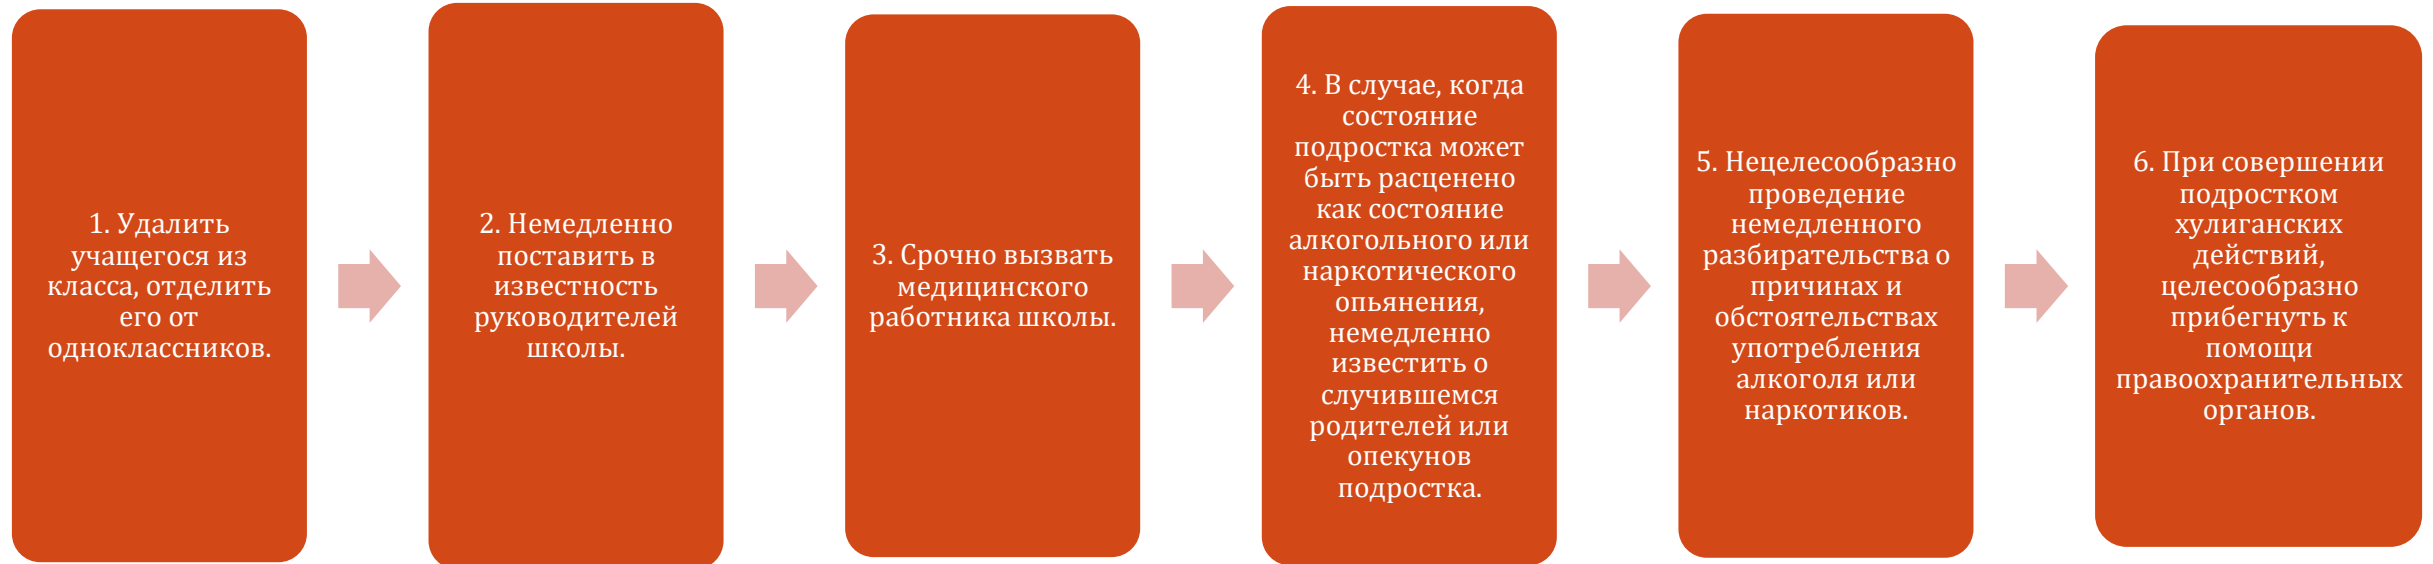 1. Удалить
учащегося из
класса, отделить
его от
одноклассников.
2. Немедленно
поставить в
известность
руководителей
школы.
3. Срочно вызвать
медицинского
работника школы.
4. В случае, когда
состояние
подростка может
быть расценено
как состояние
алкогольного или
наркотического
опьянения,
немедленно
известить о
случившемся
родителей или
опекунов
подростка.
5. Нецелесообразно
проведение
немедленного
разбирательства о
причинах и
обстоятельствах
употребления
алкоголя или
наркотиков.
6. При совершении
подростком
хулиганских
действий,
целесообразно
прибегнуть к
помощи
правоохранительных
органов.